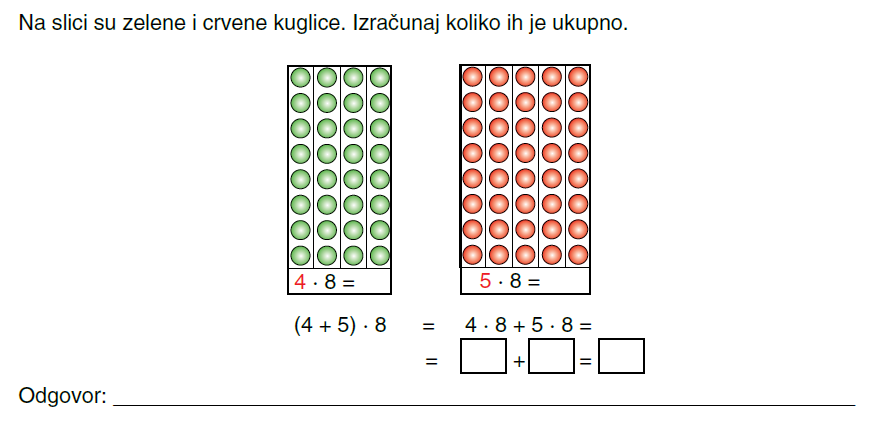 Na slici su zelene i crvene kuglice. Izračunaj koliko ih je ukupno.
4 · 8 =
5 · 8 =
(4 + 5) · 8 = 4 · 8 + 5 · 8 =
= + =
Odgovor: